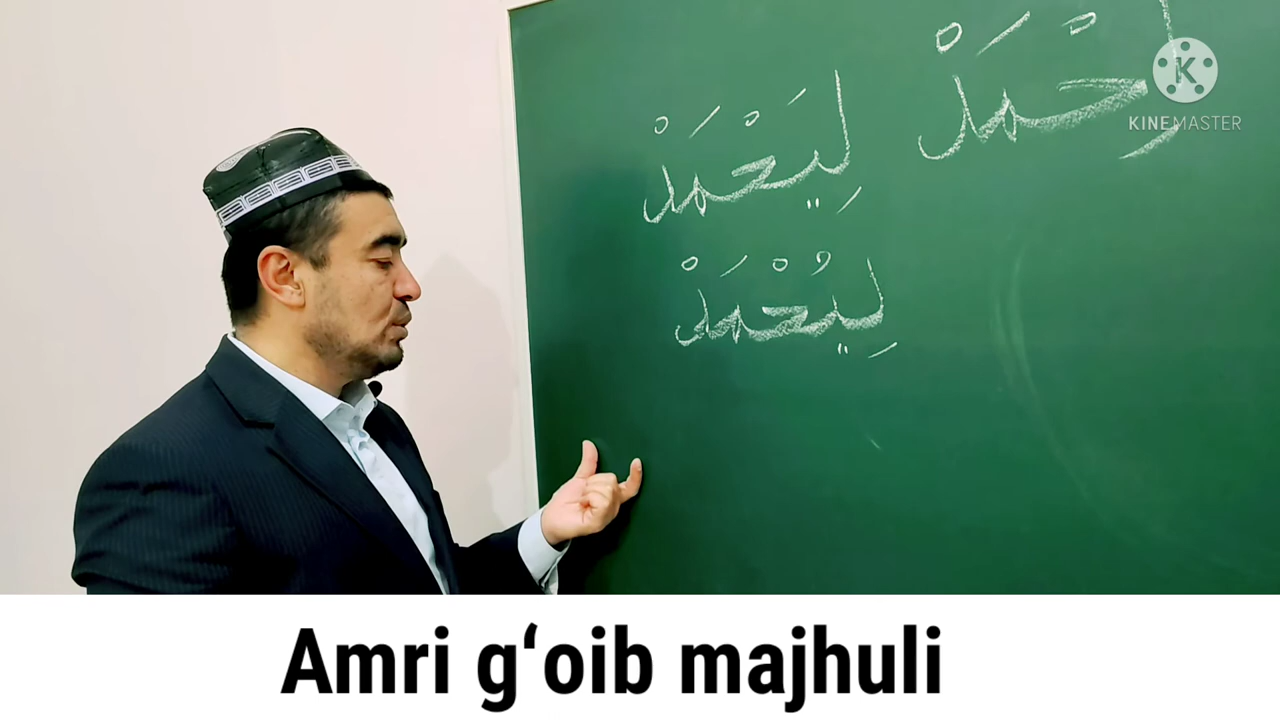 اِحْمَدْ
لِيَحْمَدْ
لِيُحْمَدْ
KINEMASTER
Amri g‘oib majhuli